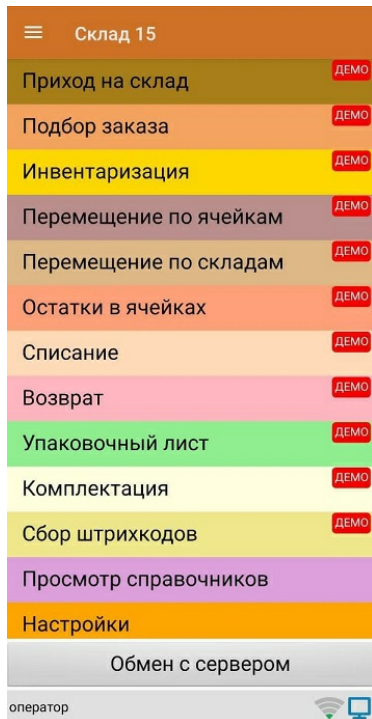 Склад 15
Приход на склад ДЕМО
Подбор заказа ДЕМО
Инвентаризация ДЕМО
Перемещение по ячейкам ДЕМО
Перемещение по складам ДЕМО
Остатки в ячейках ДЕМО
Списание ДЕМО
Возврат ДЕМО
Упаковочный лист ДЕМО
Комплектация ДЕМО
Сбор штрихкодов ДЕМО
Просмотр справочников
Настройки
Обмен с сервером
оператор